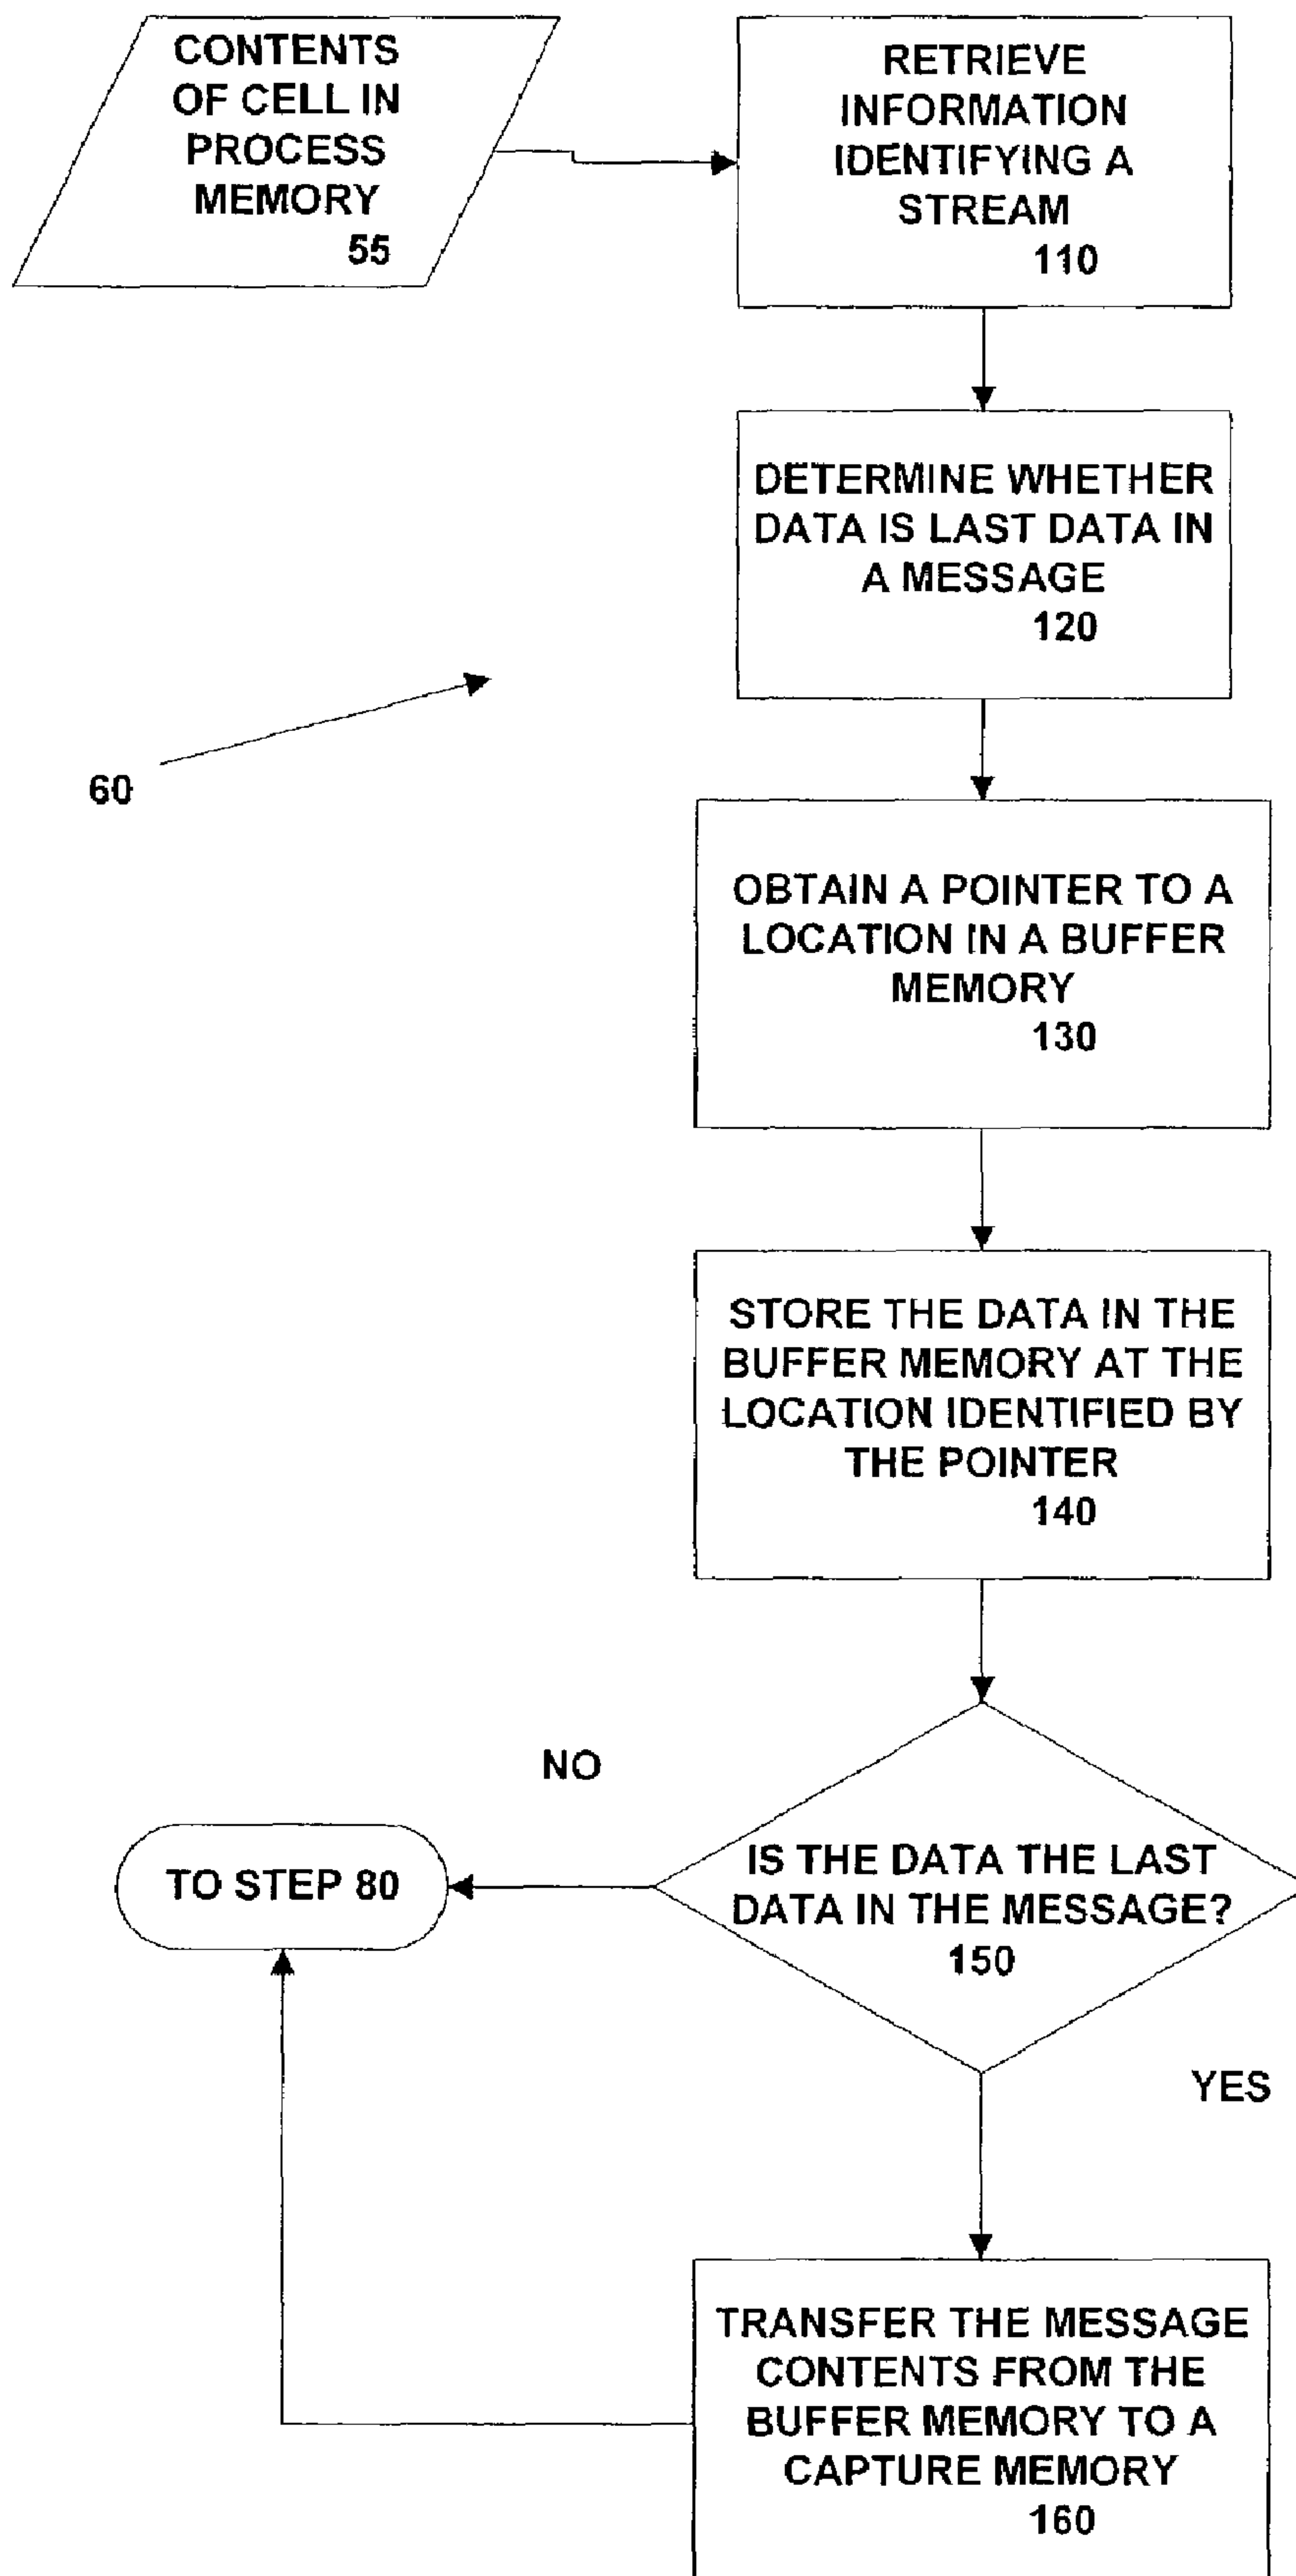 CONTENTS
OF CELL IN
PROCESS
MEMORY
55
RETRIEVE
INFORMATION
IDENTIFYING A
STREAM
110
DETERMINE WHETHER
DATA IS LAST DATA IN
A MESSAGE
120
60
OBTAIN A POINTER TO A
LOCATION IN A BUFFER
MEMORY
130
STORE THE DATA IN THE
BUFFER MEMORY AT THE
LOCATION IDENTIFIED BY
THE POINTER
140
NO
TO STEP 80
IS THE DATA THE LAST
DATA IN THE MESSAGE?
150
YES
TRANSFER THE MESSAGE
CONTENTS FROM THE
BUFFER MEMORY TO A
CAPTURE MEMORY
160